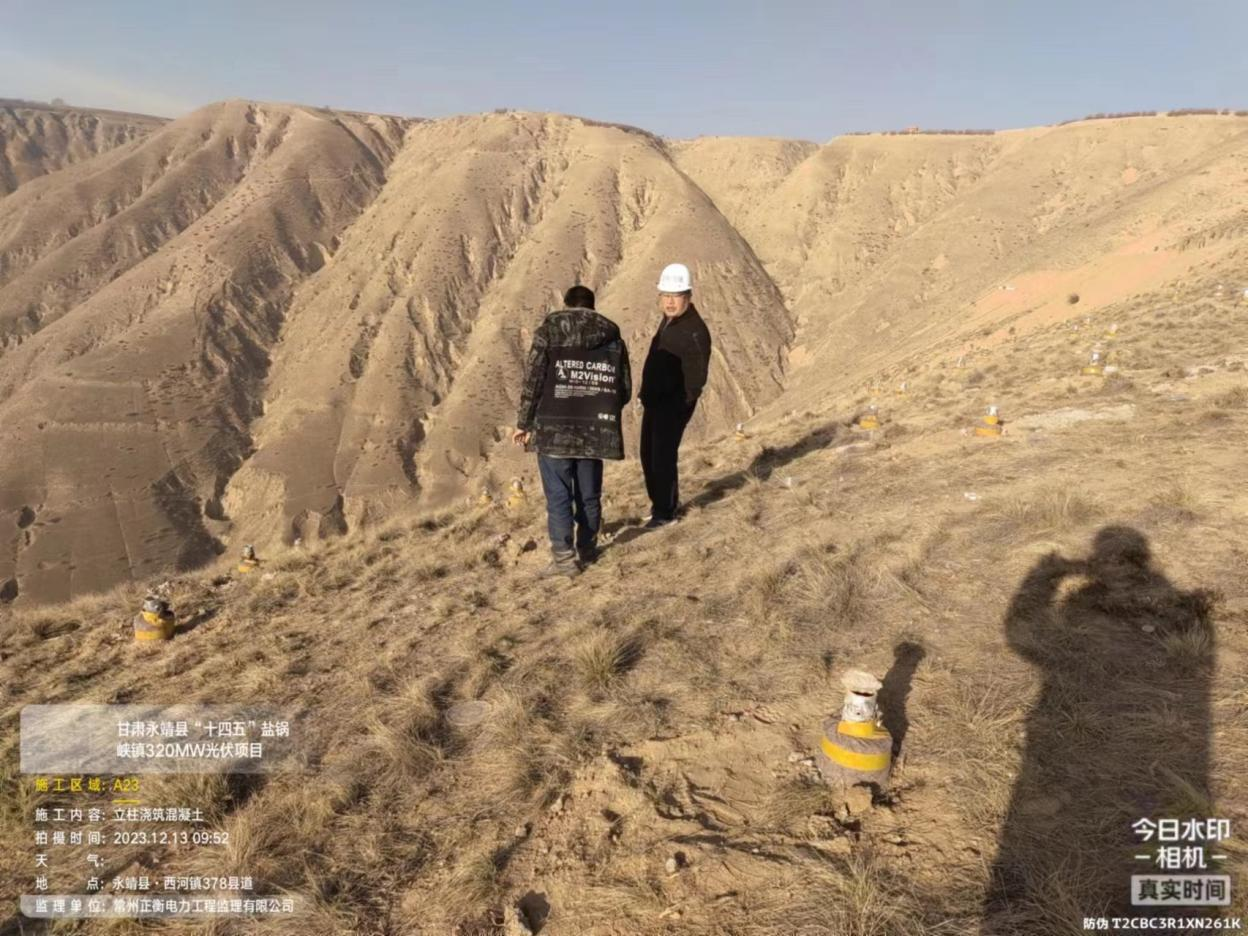 ALTERED CARBON
M2Vision
甘肃永靖县“十四五”盐锅
峡镇320MW光伏项目
施工区域：A23
施工内容：立柱浇筑混凝土
拍摄时间：2023.12.13 09:52
天气：
地点：永靖县·西河镇378县道
监理单位：常州正衡电力工程监理有限公司
今日水印
相机
真实时间
防伪 T2CBC3R1XN261K